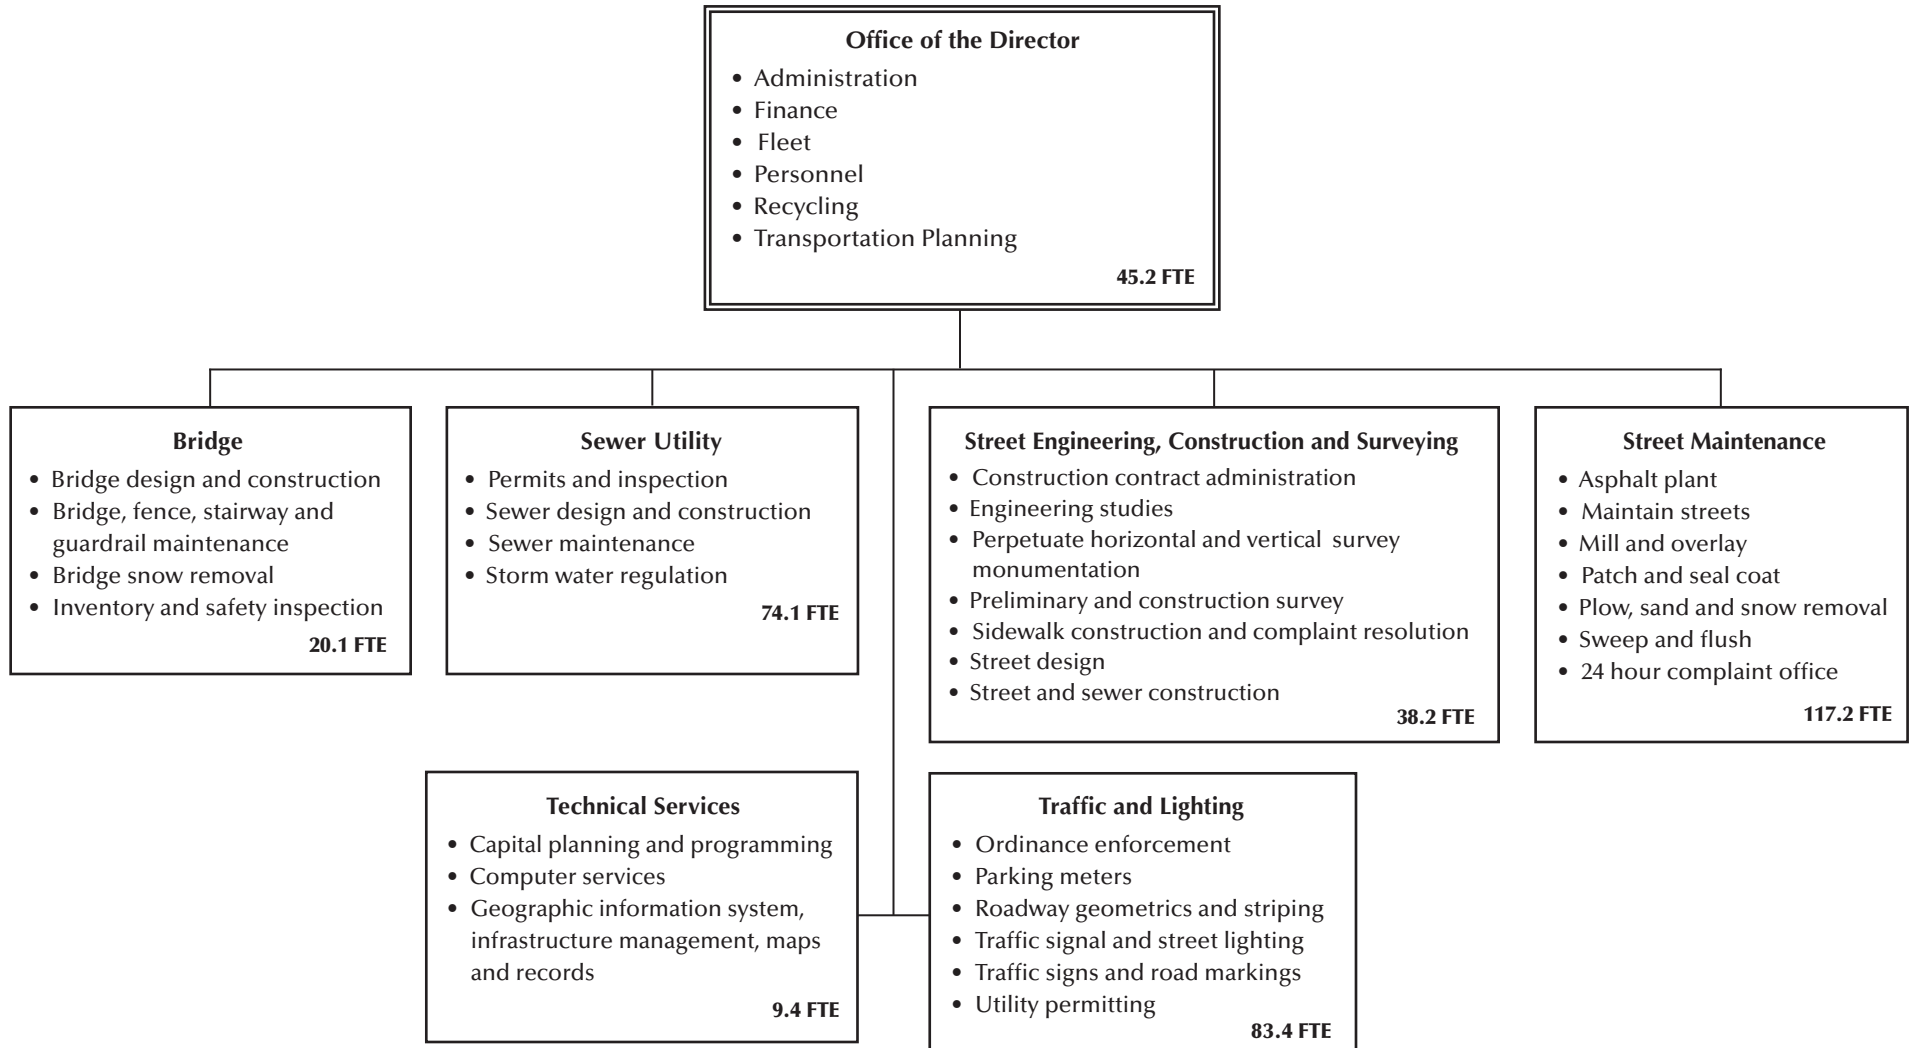 Office of the Director
• Administration
• Finance
• Fleet
• Personnel
• Recycling
• Transportation Planning
45.2 FTE
Bridge
• Bridge design and construction
• Bridge, fence, stairway and
guardrail maintenance
• Bridge snow removal
• Inventory and safety inspection
20.1 FTE
Sewer Utility
• Permits and inspection
• Sewer design and construction
• Sewer maintenance
• Storm water regulation
74.1 FTE
Street Engineering, Construction and Surveying
• Construction contract administration
• Engineering studies
• Perpetuate horizontal and vertical survey
monumentation
• Preliminary and construction survey
• Sidewalk construction and complaint resolution
• Street design
• Street and sewer construction
38.2 FTE
Street Maintenance
• Asphalt plant
• Maintain streets
• Mill and overlay
• Patch and seal coat
• Plow, sand and snow removal
• Sweep and flush
• 24 hour complaint office
117.2 FTE
Technical Services
• Capital planning and programming
• Computer services
• Geographic information system,
infrastructure management, maps
and records
9.4 FTE
Traffic and Lighting
• Ordinance enforcement
• Parking meters
• Roadway geometrics and striping
• Traffic signal and street lighting
• Traffic signs and road markings
• Utility permitting
83.4 FTE